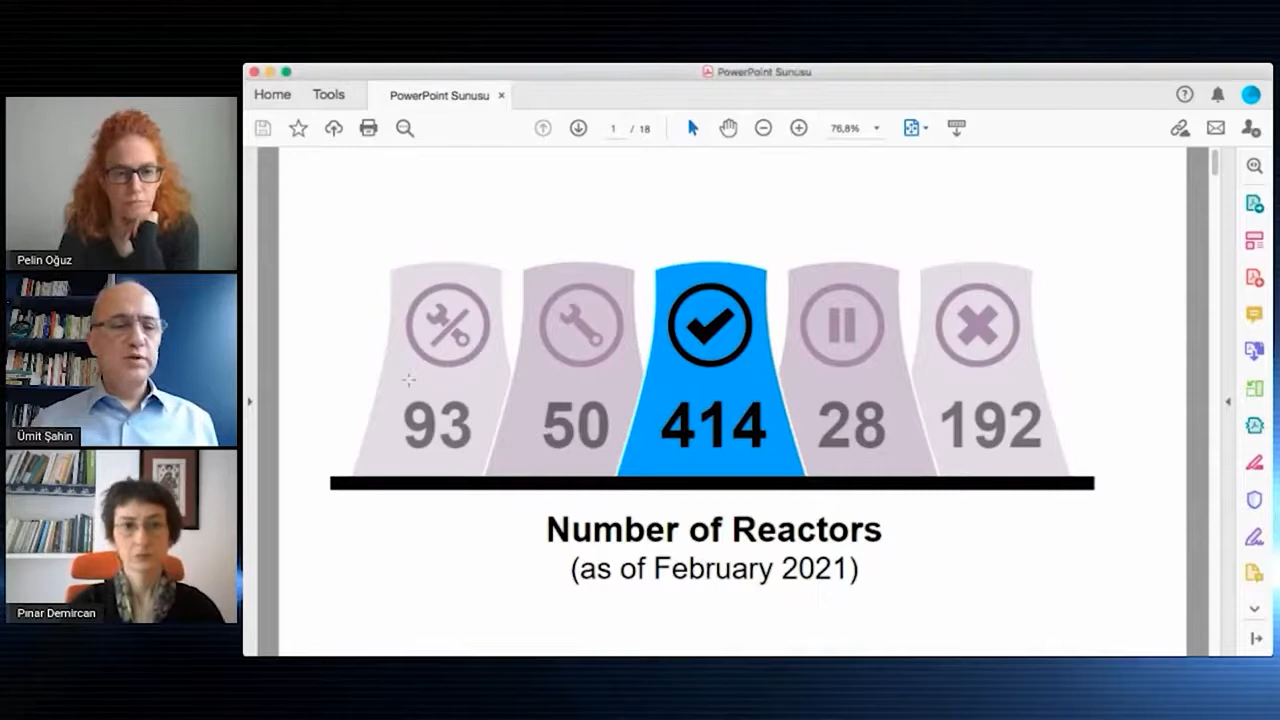 PowerPoint Sunusu
Home Tools PowerPoint Sunusu ×
1 / 18 76,8%
Pelin Oğuz
Ümit Şahin
Pınar Demircan
93 50 414 28 192
Number of Reactors
(as of February 2021)